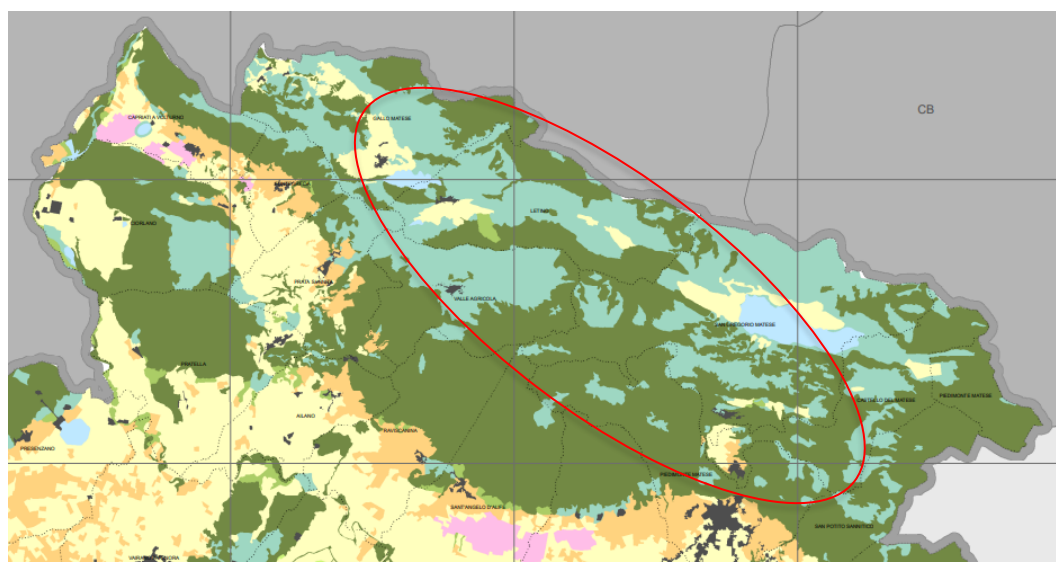 CB
CAPRIATI A VOLTURNO
GALLO MATESE
CIORLANO
LETINO
PRATA SANNITA
VALLE AGRICOLA
SAN GREGORIO MATESE
PRATELLA
CASTELLO DEL MATESE
PIEDIMONTE MATESE
AILANO
RAVISCANINA
PRESENZANO
PIEDIMONTE MATESE
SANT'ANGELO D'ALIFE
SAN POTITO SANNITICO